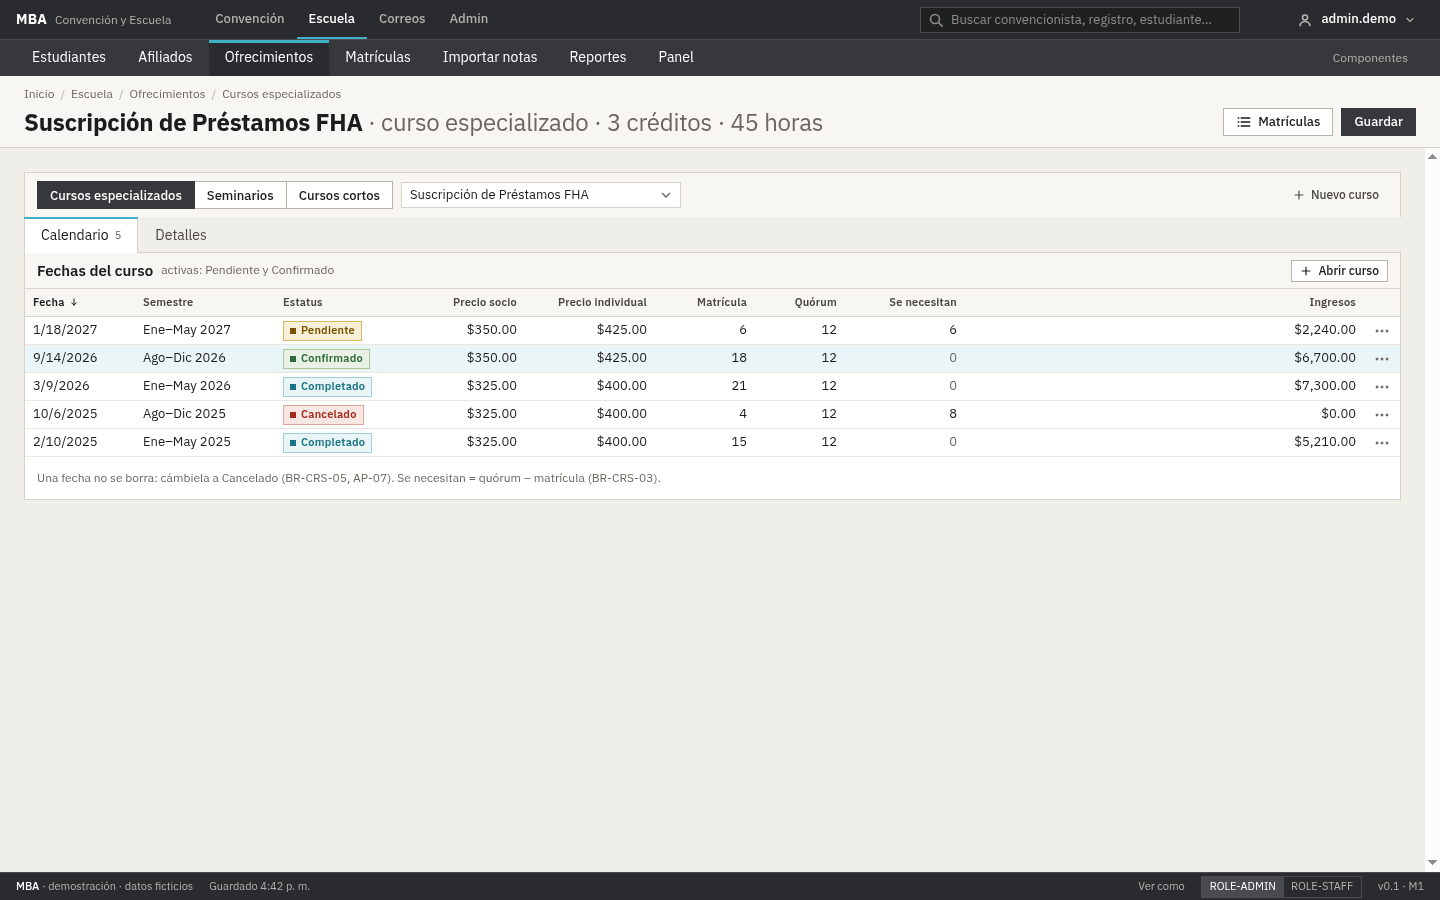 MBA Convención y Escuela Convención Escuela Correos Admin Buscar convencionista, registro, estudiante... admin.demo
Estudiantes Afiliados Ofrecimientos Matrículas Importar notas Reportes Panel Componentes
Inicio / Escuela / Ofrecimientos / Cursos especializados
Suscripción de Préstamos FHA · curso especializado · 3 créditos · 45 horas Matrículas Guardar
Cursos especializados Seminarios Cursos cortos Suscripción de Préstamos FHA + Nuevo curso
Calendario 5 Detalles
Fechas del curso activas: Pendiente y Confirmado + Abrir curso
Fecha ↓ Semestre Estatus Precio socio Precio individual Matrícula Quórum Se necesitan Ingresos
1/18/2027 Ene–May 2027 Pendiente $350.00 $425.00 6 12 6 $2,240.00 ···
9/14/2026 Ago–Dic 2026 Confirmado $350.00 $425.00 18 12 0 $6,700.00 ···
3/9/2026 Ene–May 2026 Completado $325.00 $400.00 21 12 0 $7,300.00 ···
10/6/2025 Ago–Dic 2025 Cancelado $325.00 $400.00 4 12 8 $0.00 ···
2/10/2025 Ene–May 2025 Completado $325.00 $400.00 15 12 0 $5,210.00 ···
Una fecha no se borra: cámbiela a Cancelado (BR-CRS-05, AP-07). Se necesitan = quórum − matrícula (BR-CRS-03).
MBA · demostración · datos ficticios Guardado 4:42 p. m. Ver como ROLE-ADMIN ROLE-STAFF v0.1 · M1